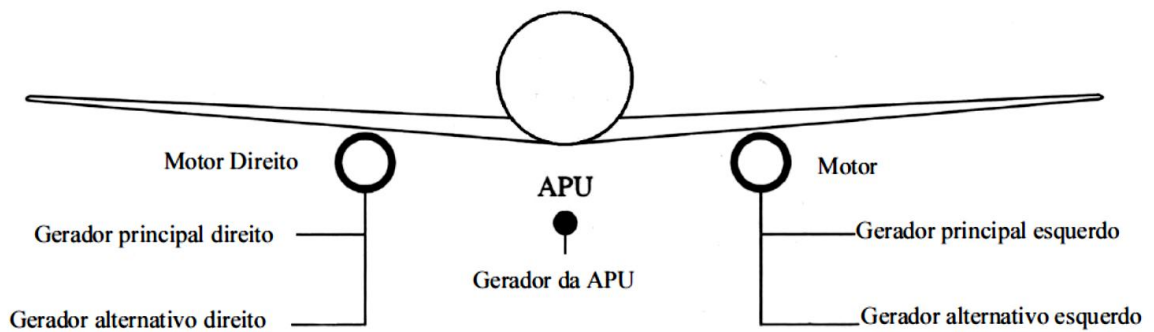 Motor Direito
Motor
APU
Gerador principal direito
Gerador principal esquerdo
Gerador da APU
Gerador alternativo direito
Gerador alternativo esquerdo